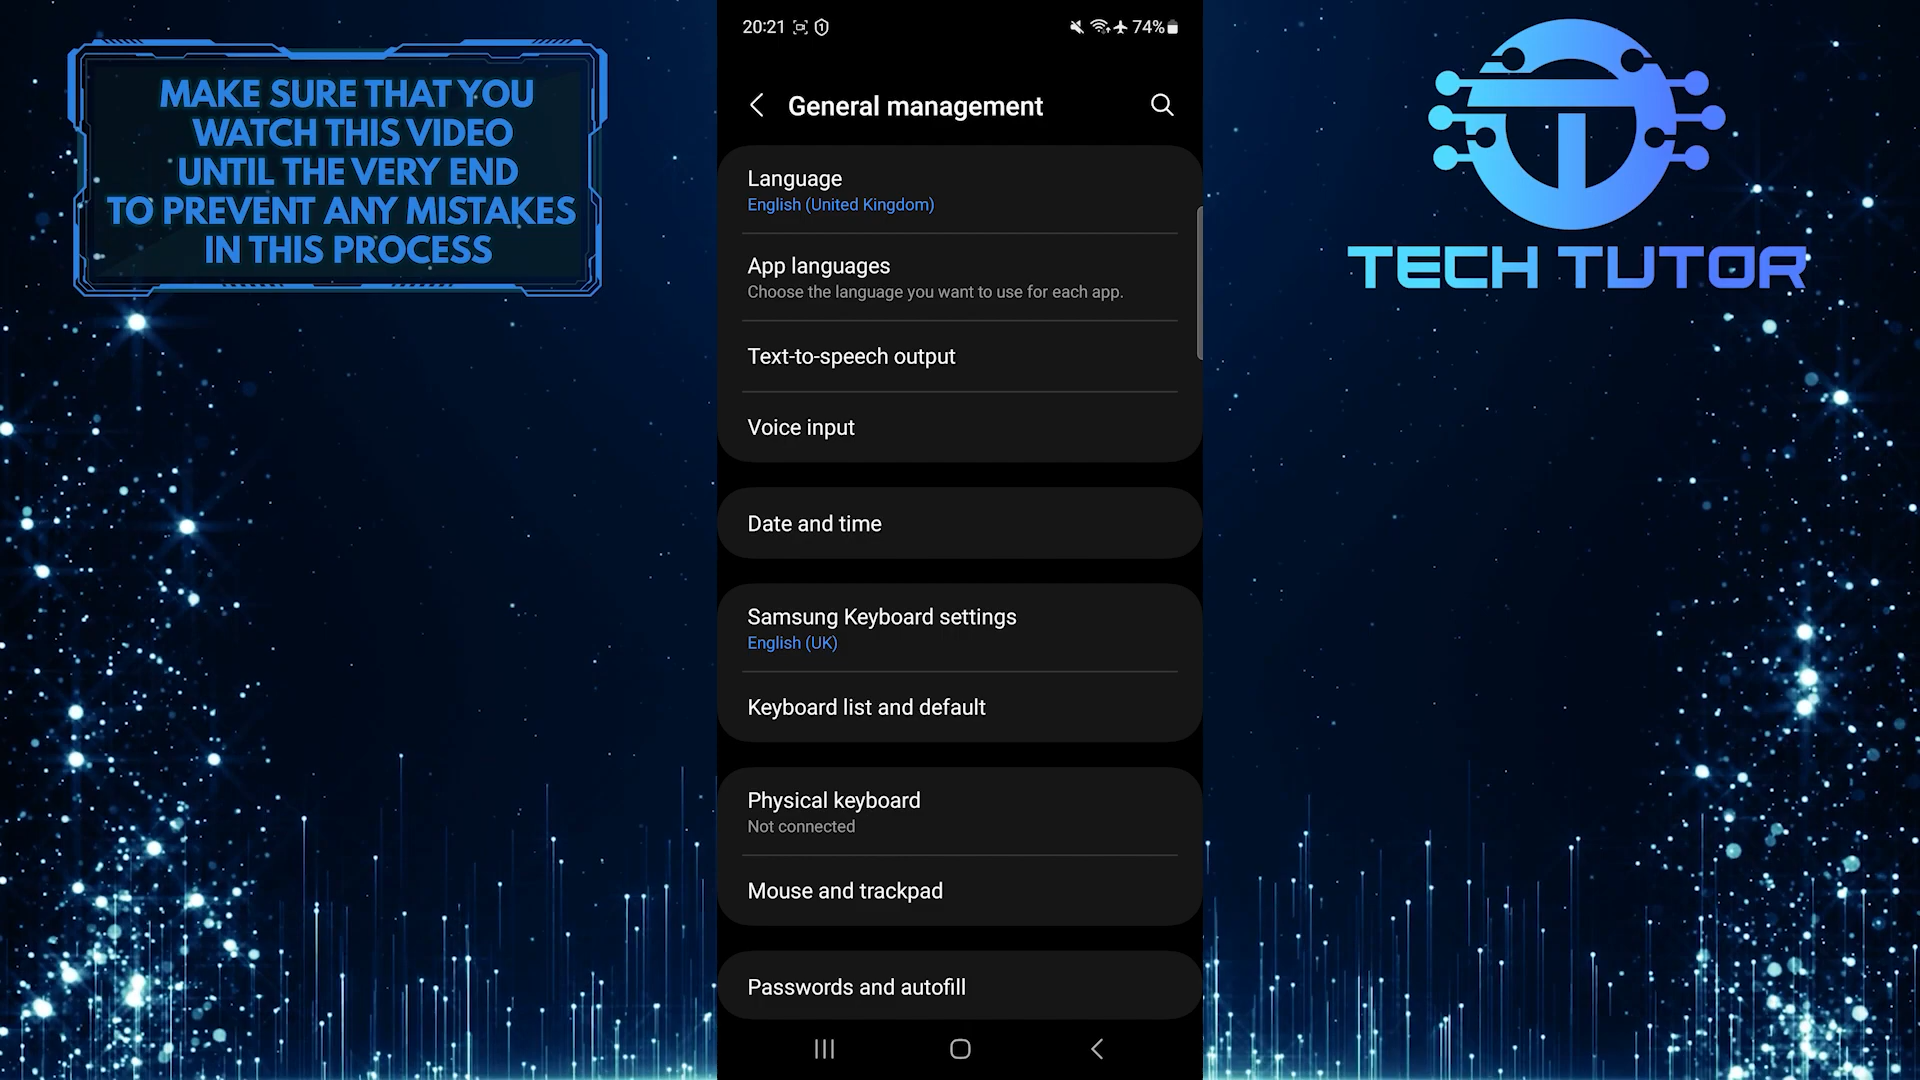 MAKE SURE THAT YOU
WATCH THIS VIDEO
UNTIL THE VERY END
TO PREVENT ANY MISTAKES
IN THIS PROCESS
20:21
74%
General management
Language
English (United Kingdom)
App languages
Choose the language you want to use for each app.
Text-to-speech output
Voice input
Date and time
Samsung Keyboard settings
English (UK)
Keyboard list and default
Physical keyboard
Not connected
Mouse and trackpad
Passwords and autofill
TECH TUTOR